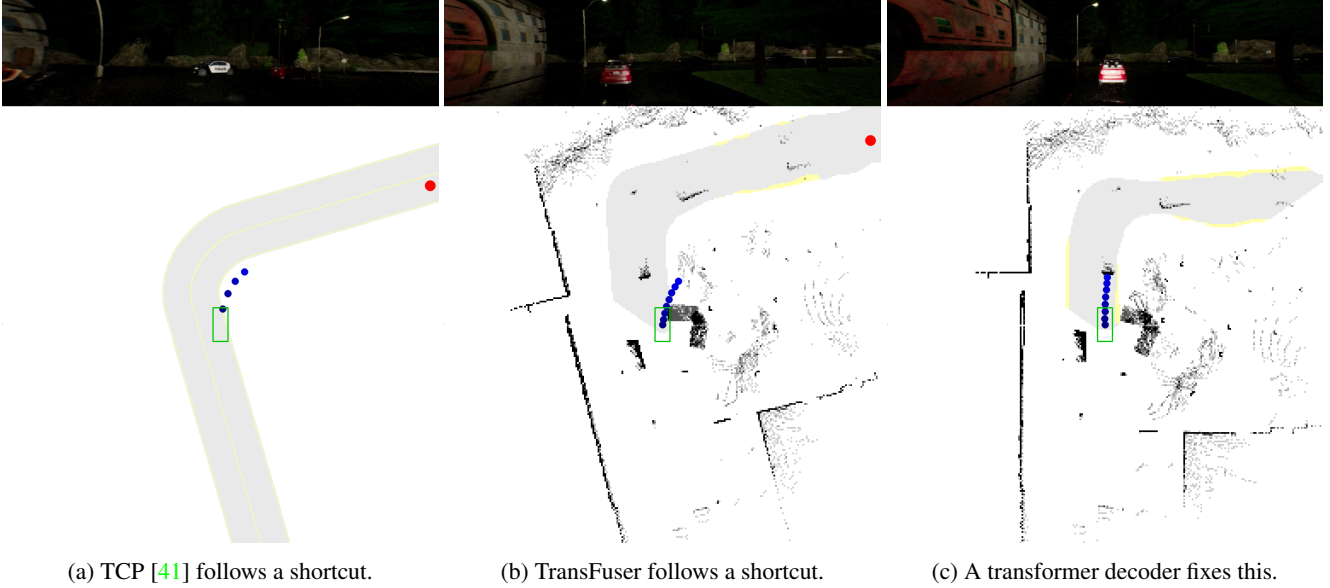 (a) TCP [41] follows a shortcut.
(b) TransFuser follows a shortcut.
(c) A transformer decoder fixes this.